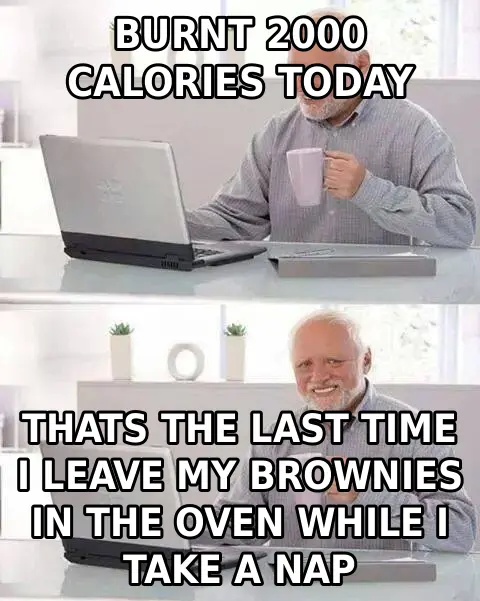 BURNT 2000
CALORIES TODAY
THATS THE LAST TIME
I LEAVE MY BROWNIES
IN THE OVEN WHILE I
TAKE A NAP